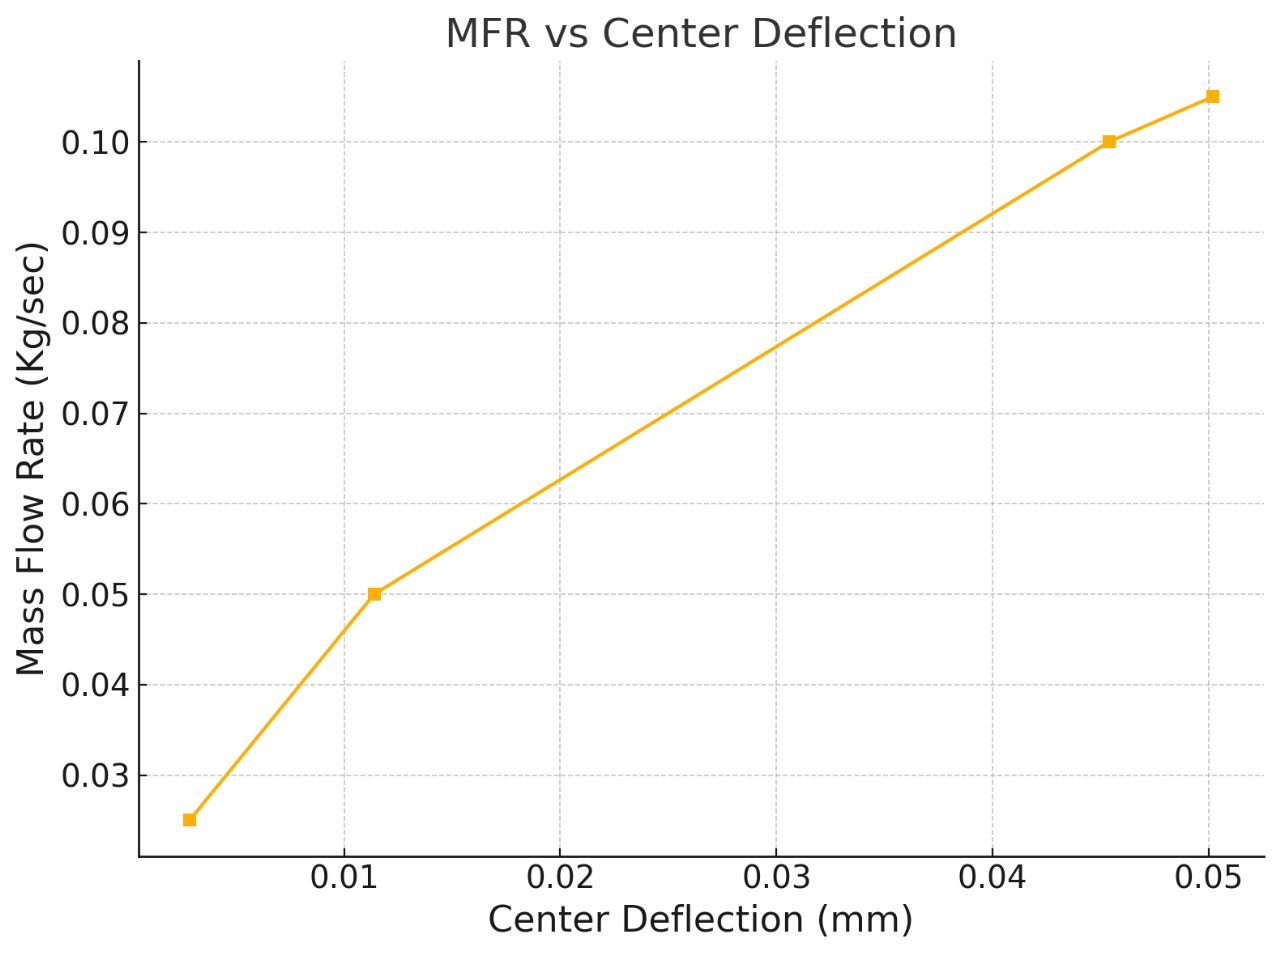 MFR vs Center Deflection
Mass Flow Rate (Kg/sec)
0.10
0.09
0.08
0.07
0.06
0.05
0.04
0.03
0.01 0.02 0.03 0.04 0.05
Center Deflection (mm)